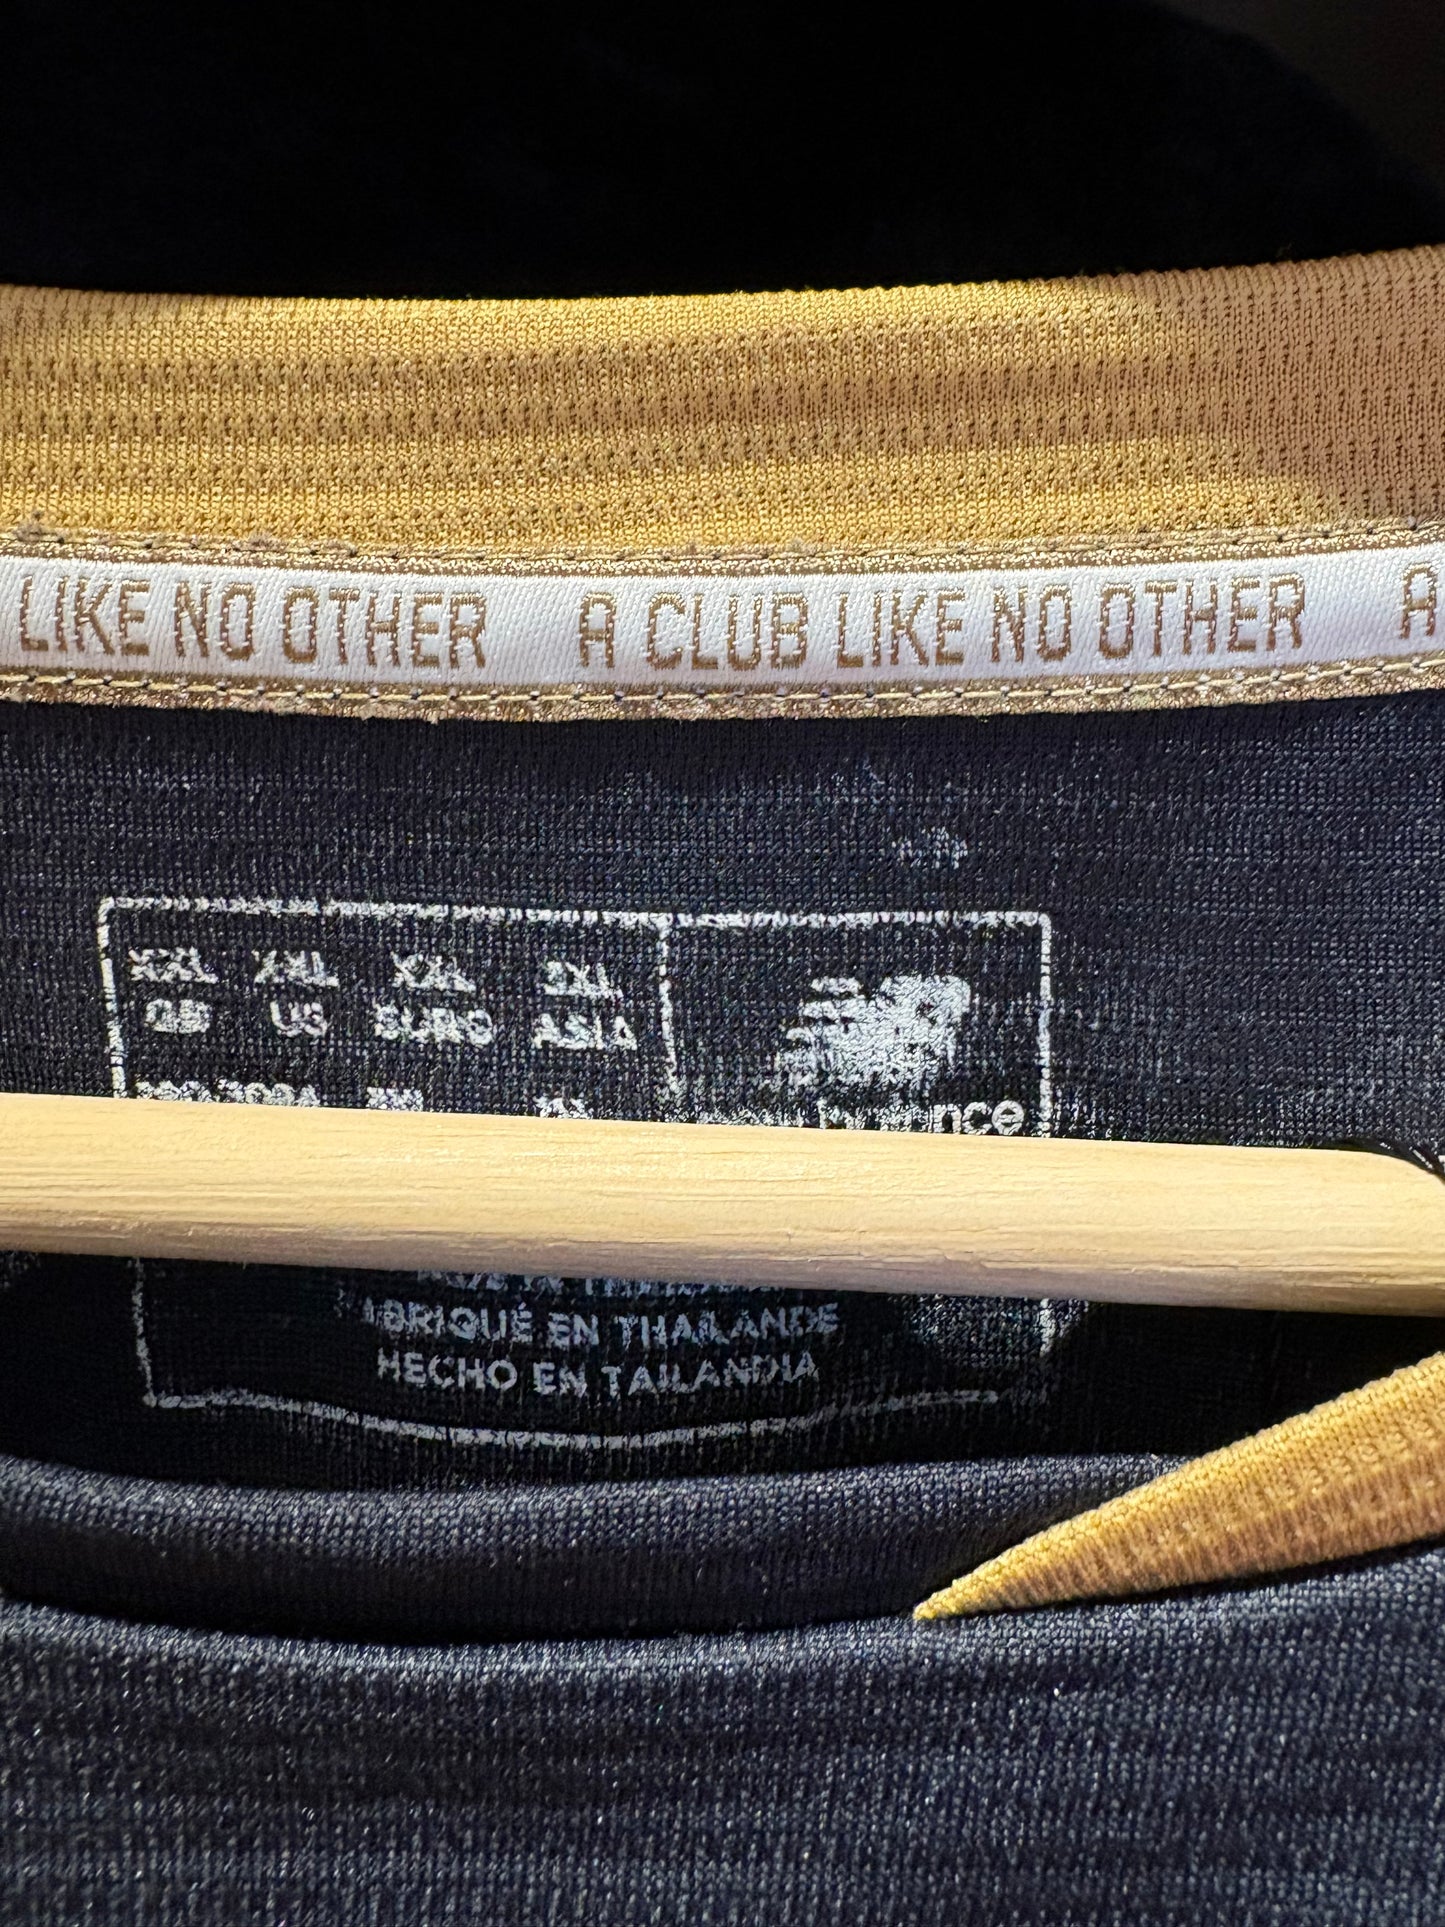 LIKE NO OTHER A CLUB LIKE NO OTHER A
XXL XXL XXL 3XL
GB US EURO ASIA
EN THAILANDE
HECHO EN TAILANDIA